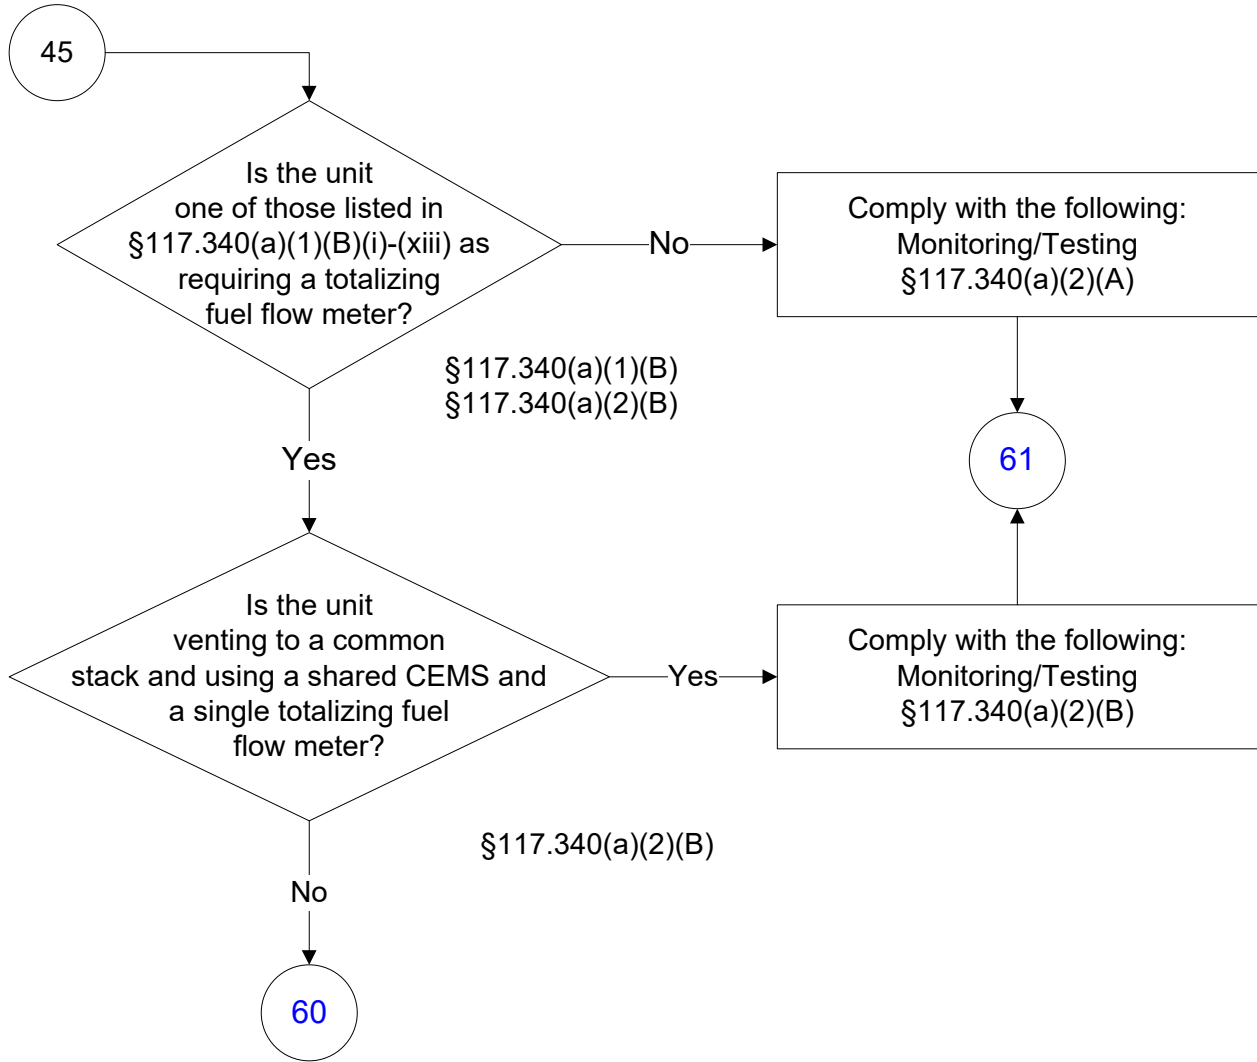 45
Is the unit
one of those listed in
§117.340(a)(1)(B)(i)-(xiii) as
requiring a totalizing
fuel flow meter?
No
Comply with the following:
Monitoring/Testing
§117.340(a)(2)(A)
§117.340(a)(1)(B)
§117.340(a)(2)(B)
Yes
61
Is the unit
venting to a common
stack and using a shared CEMS and
a single totalizing fuel
flow meter?
Yes
Comply with the following:
Monitoring/Testing
§117.340(a)(2)(B)
§117.340(a)(2)(B)
No
60